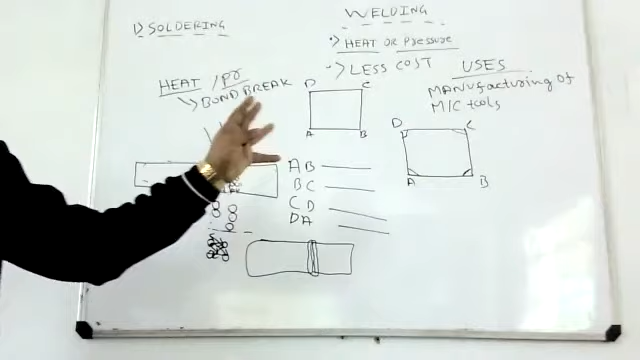 1) SOLDERING
WELDING
•> HEAT OR Pressure
-> LESS COST
HEAT / pr
↳ BOND BREAK
USES
MANUfacturing of
M/C tools
D C
A B
D C
A B
AB
BC
CD
DA